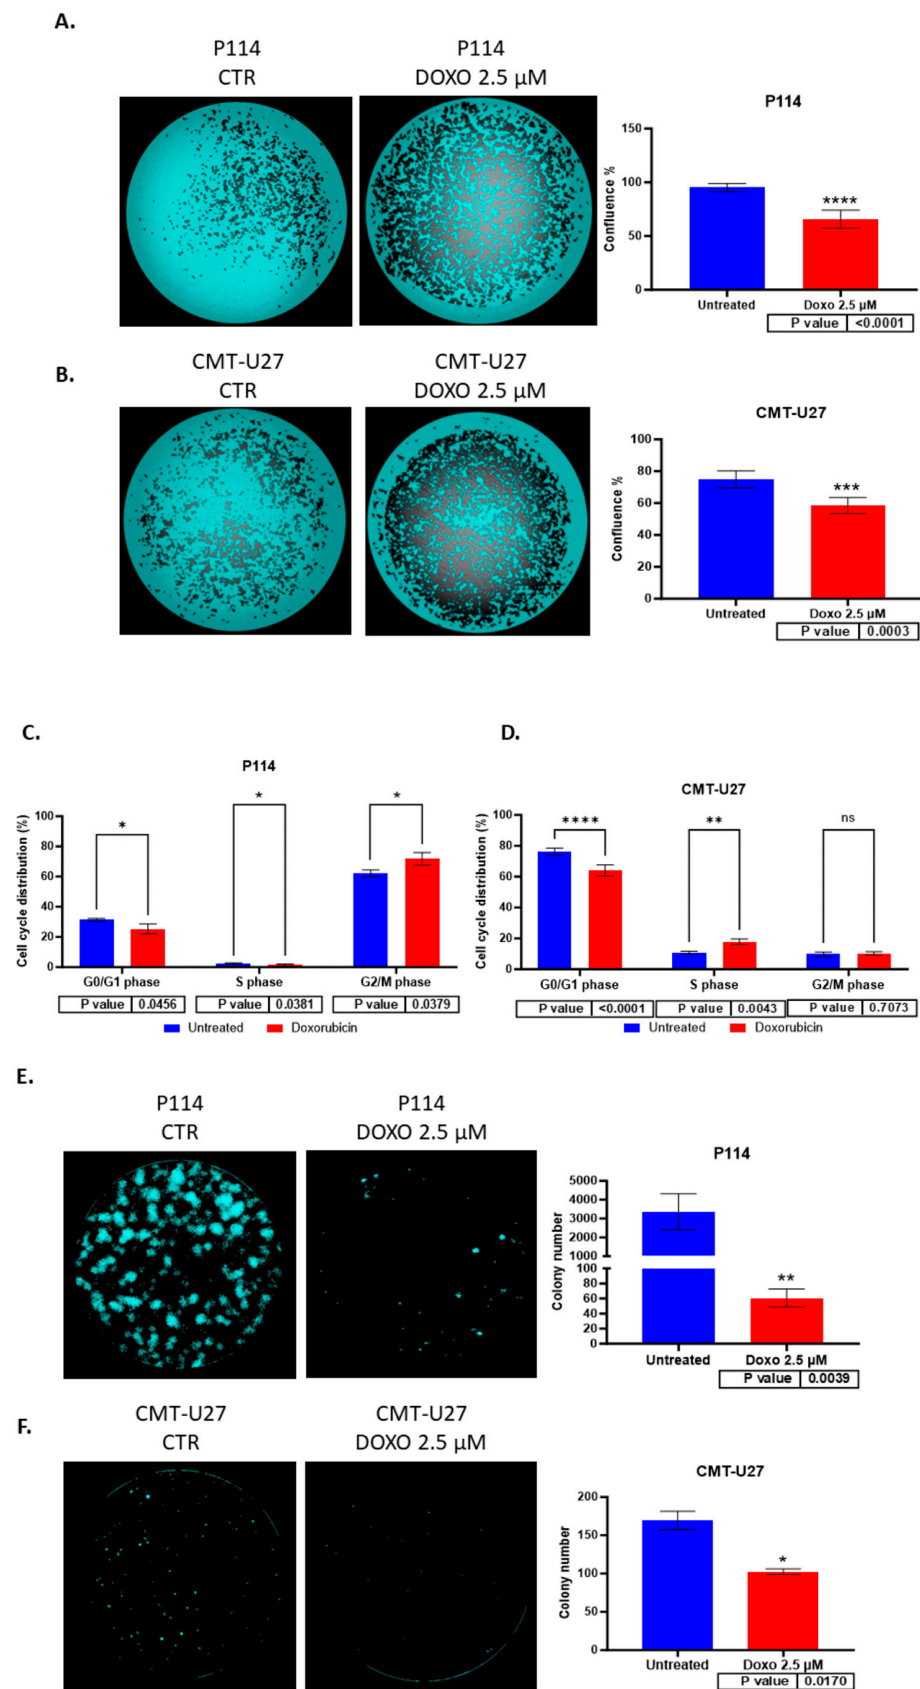 A.
P114
CTR
P114
DOXO 2.5 µM
P114
Confluence %
150
100
50
0
****
Untreated
Doxo 2.5 µM
P value <0.0001
B.
CMT-U27
CTR
CMT-U27
DOXO 2.5 µM
CMT-U27
Confluence %
100
80
60
40
20
0
***
Untreated
Doxo 2.5 µM
P value 0.0003
C.
P114
Cell cycle distribution (%)
100
80
60
40
20
0
*
*
*
G0/G1 phase
S phase
G2/M phase
P value 0.0456
P value 0.0381
P value 0.0379
Untreated
Doxorubicin
D.
CMT-U27
Cell cycle distribution (%)
100
80
60
40
20
0
****
**
ns
G0/G1 phase
S phase
G2/M phase
P value <0.0001
P value 0.0043
P value 0.7073
Untreated
Doxorubicin
E.
P114
CTR
P114
DOXO 2.5 µM
P114
Colony number
5000
4000
3000
2000
1000
100
80
60
40
20
0
**
Untreated
Doxo 2.5 µM
P value 0.0039
F.
CMT-U27
CTR
CMT-U27
DOXO 2.5 µM
CMT-U27
Colony number
200
150
100
50
0
*
Untreated
Doxo 2.5 µM
P value 0.0170